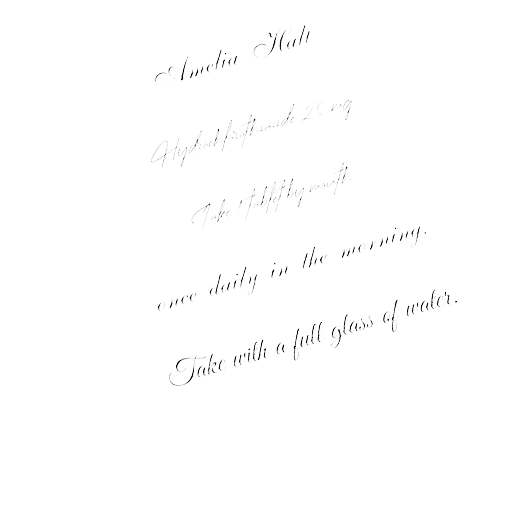 Amelia Hall
Hydrochlorothiazide 25 mg
Take 1 tablet by mouth
once daily in the morning.
Take with a full glass of water.